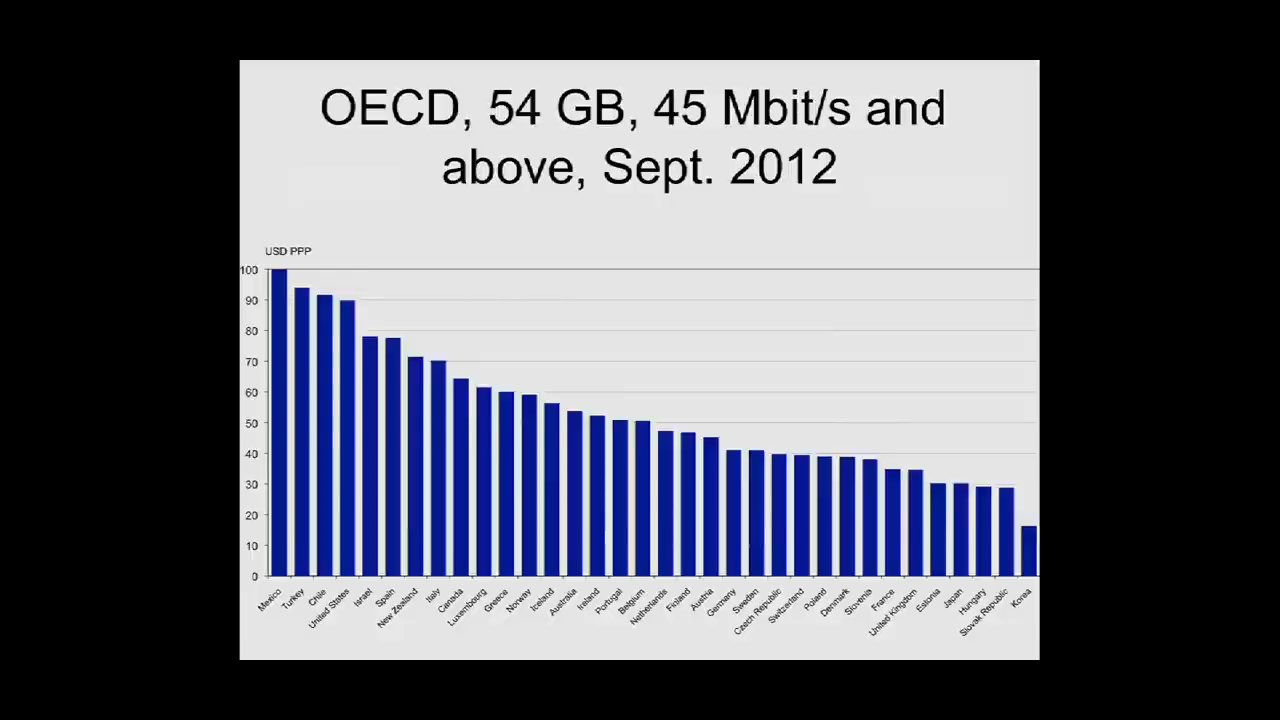 OECD, 54 GB, 45 Mbit/s and
above, Sept. 2012
USD PPP
100
90
80
70
60
50
40
30
20
10
0
Mexico
Turkey
Chile
United States
Israel
Spain
New Zealand
Italy
Canada
Luxembourg
Greece
Norway
Iceland
Australia
Ireland
Portugal
Belgium
Netherlands
Finland
Austria
Germany
Sweden
Czech Republic
Switzerland
Poland
Denmark
Slovenia
France
United Kingdom
Estonia
Japan
Hungary
Slovak Republic
Korea